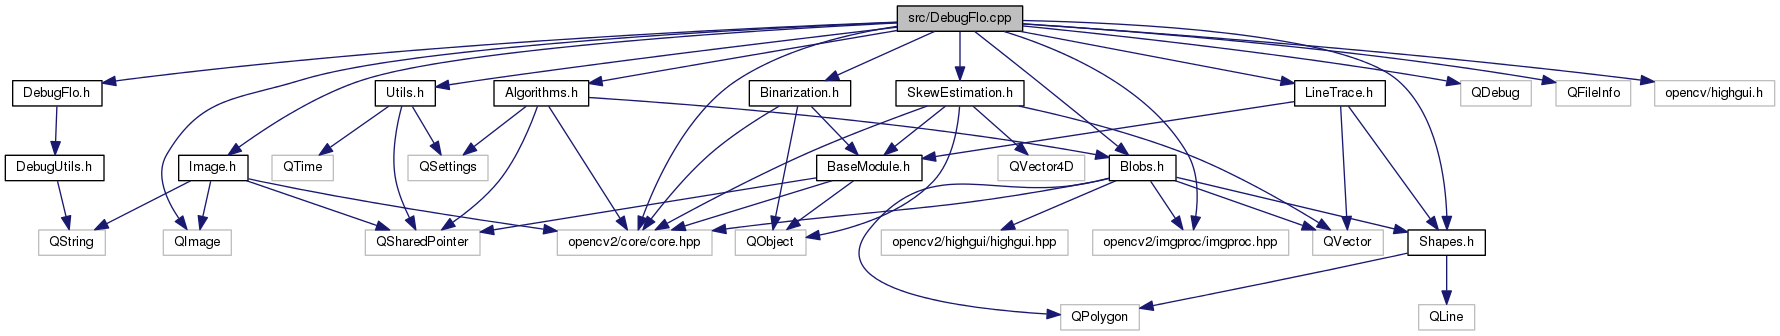 src/DebugFlo.cpp
DebugFlo.h
Utils.h
Algorithms.h
Binarization.h
SkewEstimation.h
LineTrace.h
QDebug
QFileInfo
opencv/highgui.h
DebugUtils.h
Image.h
QTime
QSettings
BaseModule.h
QVector4D
Blobs.h
QString
QImage
QSharedPointer
opencv2/core/core.hpp
QObject
opencv2/highgui/highgui.hpp
opencv2/imgproc/imgproc.hpp
QVector
Shapes.h
QPolygon
QLine